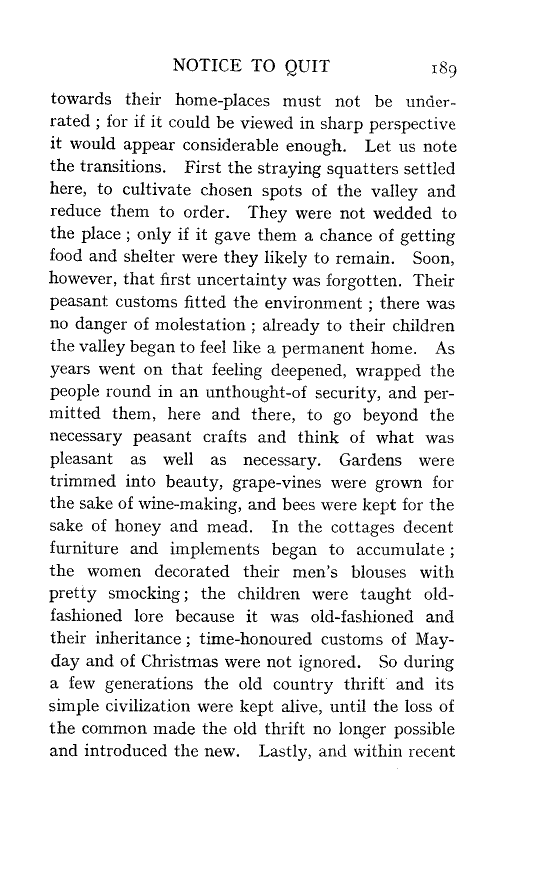 NOTICE TO QUIT 189
towards their home-places must not be under-
rated ; for if it could be viewed in sharp perspective
it would appear considerable enough. Let us note
the transitions. First the straying squatters settled
here, to cultivate chosen spots of the valley and
reduce them to order. They were not wedded to
the place ; only if it gave them a chance of getting
food and shelter were they likely to remain. Soon,
however, that first uncertainty was forgotten. Their
peasant customs fitted the environment ; there was
no danger of molestation ; already to their children
the valley began to feel like a permanent home. As
years went on that feeling deepened, wrapped the
people round in an unthought-of security, and per-
mitted them, here and there, to go beyond the
necessary peasant crafts and think of what was
pleasant as well as necessary. Gardens were
trimmed into beauty, grape-vines were grown for
the sake of wine-making, and bees were kept for the
sake of honey and mead. In the cottages decent
furniture and implements began to accumulate ;
the women decorated their men's blouses with
pretty smocking ; the children were taught old-
fashioned lore because it was old-fashioned and
their inheritance ; time-honoured customs of May-
day and of Christmas were not ignored. So during
a few generations the old country thrift and its
simple civilization were kept alive, until the loss of
the common made the old thrift no longer possible
and introduced the new. Lastly, and within recent